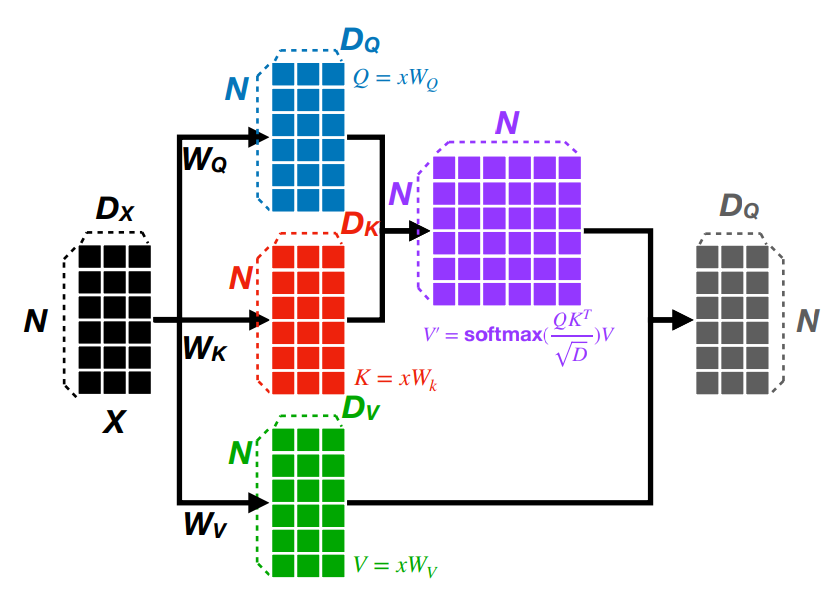 D_Q
N
Q = xW_Q
W_Q
D_X
N
X
D_K
N
W_K
K = xW_k
D_V
N
W_V
V = xW_V
N
N
V' = softmax(QK^T/√D)V
D_Q
N